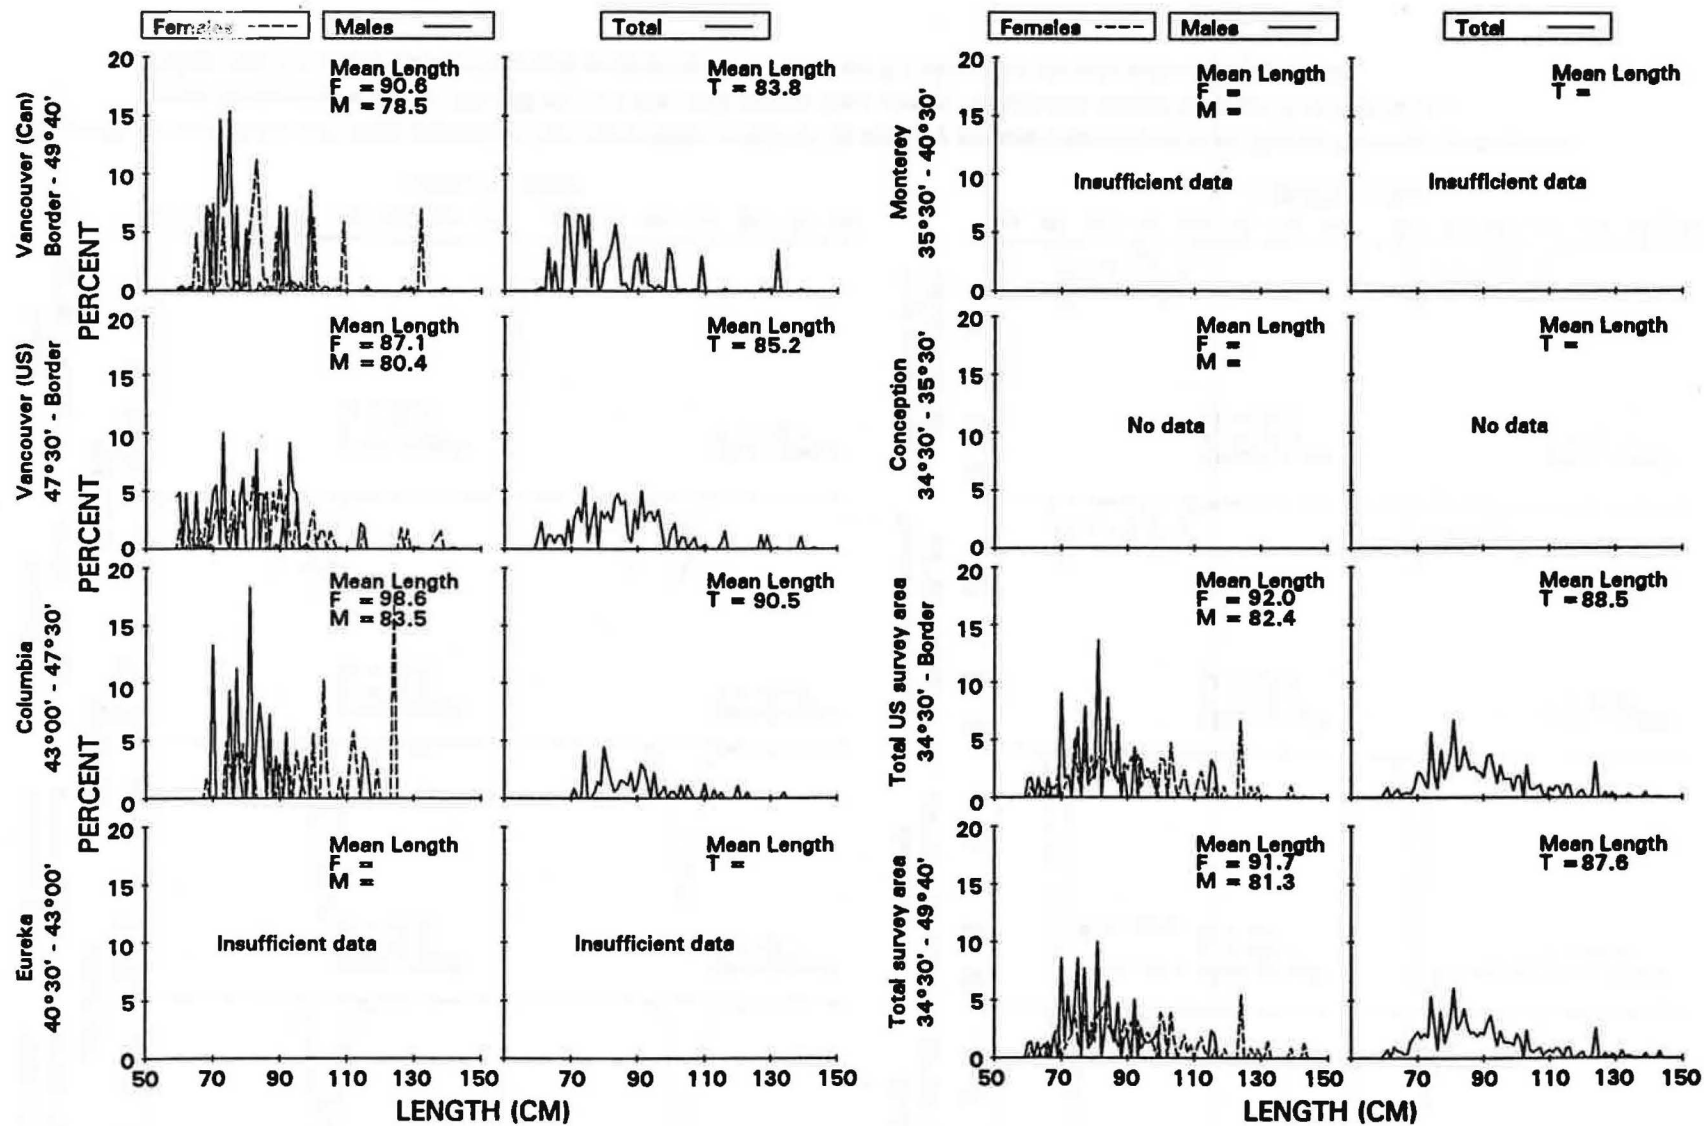 Females Males Total
Females Males Total
Vancouver (Can)
Border - 49°40'
PERCENT
20
15
10
5
0
Mean Length
F = 90.6
M = 78.5
Mean Length
T = 83.8
Vancouver (US)
47°30' - Border
PERCENT
20
15
10
5
0
Mean Length
F = 87.1
M = 80.4
Mean Length
T = 85.2
Columbia
43°00' - 47°30'
PERCENT
20
15
10
5
0
Mean Length
F = 98.6
M = 83.5
Mean Length
T = 90.5
Eureka
40°30' - 43°00'
20
15
10
5
0
Mean Length
F =
M =
Insufficient data
Mean Length
T =
Insufficient data
50 70 90 110 130 150 70 90 110 130 150
LENGTH (CM)
Monterey
35°30' - 40°30'
20
15
10
5
0
Mean Length
F =
M =
Insufficient data
Mean Length
T =
Insufficient data
Conception
34°30' - 35°30'
20
15
10
5
0
Mean Length
F =
M =
No data
Mean Length
T =
No data
Total US survey area
34°30' - Border
20
15
10
5
0
Mean Length
F = 92.0
M = 82.4
Mean Length
T = 88.5
Total survey area
34°30' - 49°40'
20
15
10
5
0
Mean Length
F = 91.7
M = 81.3
Mean Length
T = 87.6
50 70 90 110 130 150 70 90 110 130 150
LENGTH (CM)